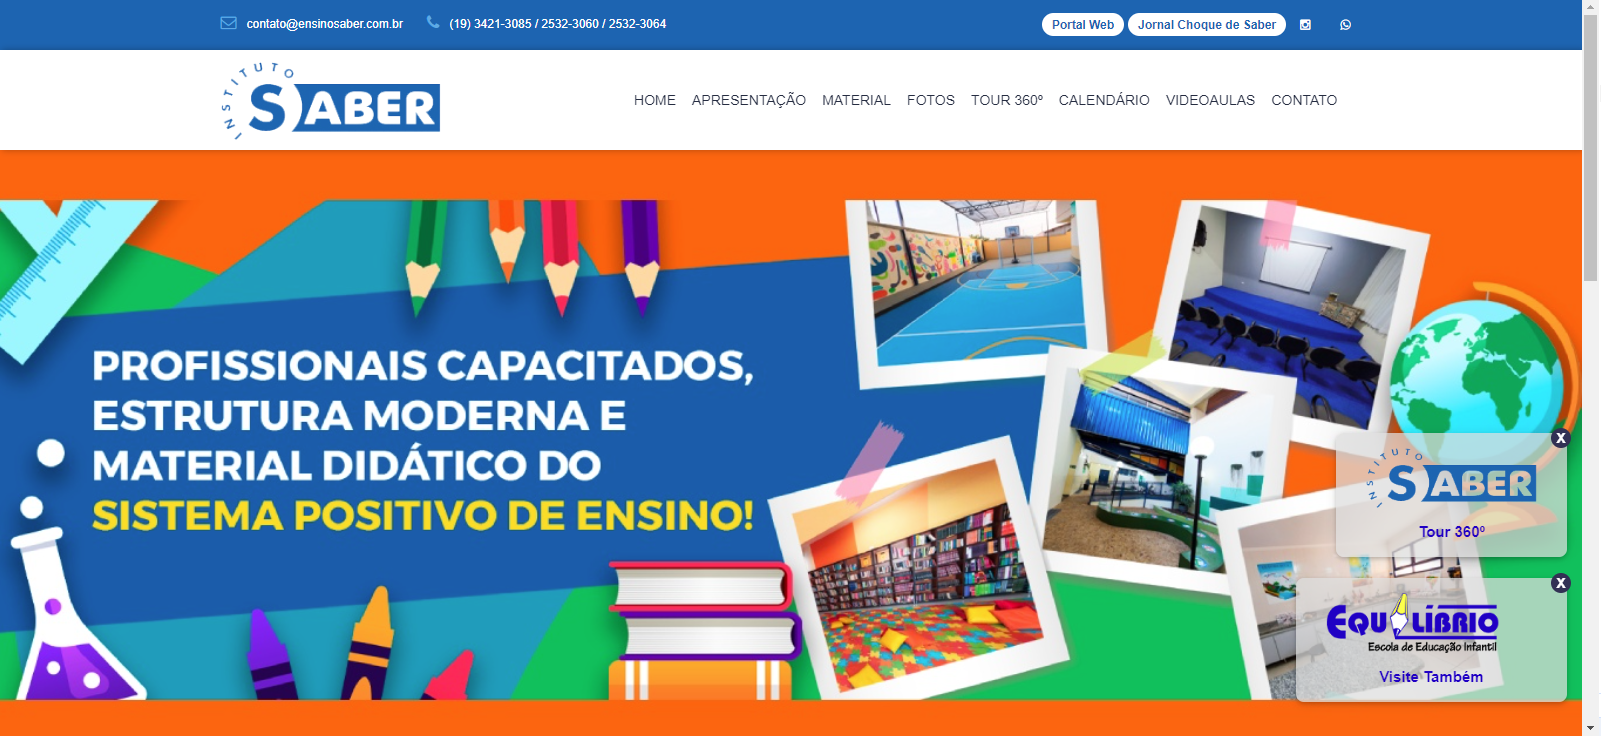 contato@ensinosaber.com.br
(19) 3421-3085 / 2532-3060 / 2532-3064
Portal Web
Jornal Choque de Saber
INSTITUTO
SABER
HOME
APRESENTAÇÃO
MATERIAL
FOTOS
TOUR 360º
CALENDÁRIO
VIDEOAULAS
CONTATO
PROFISSIONAIS CAPACITADOS,
ESTRUTURA MODERNA E
MATERIAL DIDÁTICO DO
SISTEMA POSITIVO DE ENSINO!
X
INSTITUTO
SABER
Tour 360º
X
EQUILÍBRIO
Escola de Educação Infantil
Visite Também